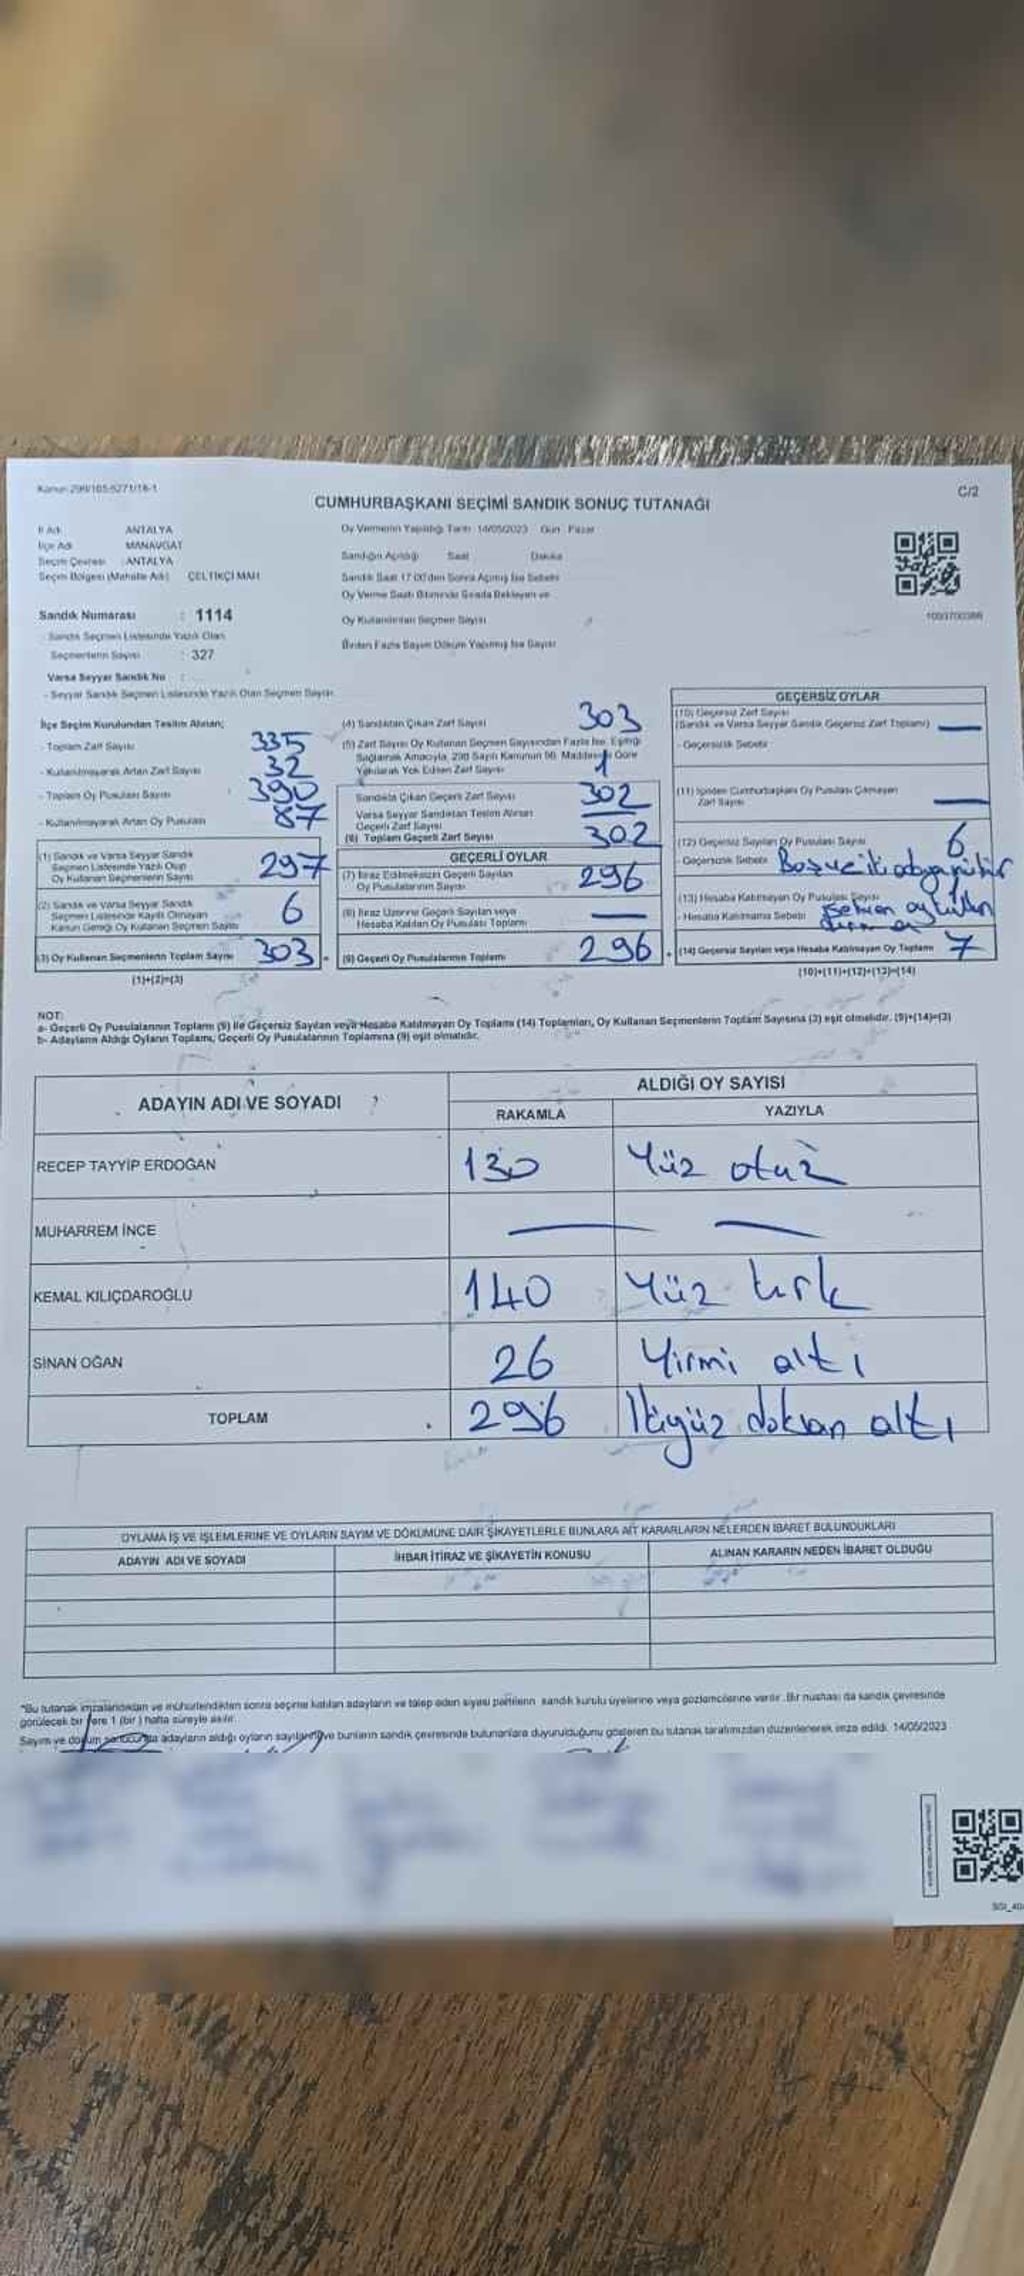 Kanun 298/105-6271/16-1
C/2
CUMHURBAŞKANI SEÇİMİ SANDIK SONUÇ TUTANAĞI
İl Adı ANTALYA
İlçe Adı MANAVGAT
Seçim Çevresi : ANTALYA
Seçim Bölgesi (Mahalle Adı) ÇELTİKÇİ MAH
Sandık Numarası : 1114
- Sandık Seçmen Listesinde Yazılı Olan
Seçmenlerin Sayısı : 327
Varsa Seyyar Sandık No :
- Seyyar Sandık Seçmen Listesinde Yazılı Olan Seçmen Sayısı
Oy Vermenin Yapıldığı Tarih 14/05/2023 Gün Pazar
Sandığın Açıldığı Saat Dakika
Sandık Saat 17.00'den Sonra Açılmış İse Sebebi
Oy Verme Saati Bitiminde Sırada Bekleyen ve
Oy Kullandırılan Seçmen Sayısı
Birden Fazla Sayım Döküm Yapılmış İse Sayısı
İlçe Seçim Kurulundan Teslim Alınan;
- Toplam Zarf Sayısı 335
- Kullanılmayarak Artan Zarf Sayısı 32
- Toplam Oy Pusulası Sayısı 390
- Kullanılmayarak Artan Oy Pusulası 87
(1) Sandık ve Varsa Seyyar Sandık
Seçmen Listesinde Yazılı Olup
Oy Kullanan Seçmenlerin Sayısı 297
(2) Sandık ve Varsa Seyyar Sandık
Seçmen Listesinde Kayıtlı Olmayan
Kanun Gereği Oy Kullanan Seçmen Sayısı 6
(3) Oy Kullanan Seçmenlerin Toplam Sayısı 303
(1)+(2)=(3)
(4) Sandıktan Çıkan Zarf Sayısı 303
(5) Zarf Sayısı Oy Kullanan Seçmen Sayısından Fazla İse, Eşitliği
Sağlamak Amacıyla, 298 Sayılı Kanunun 98. Maddesine Göre
Yakılarak Yok Edilen Zarf Sayısı 1
Sandıkta Çıkan Geçerli Zarf Sayısı 302
Varsa Seyyar Sandıktan Teslim Alınan
Geçerli Zarf Sayısı
(6) Toplam Geçerli Zarf Sayısı 302
GEÇERLİ OYLAR
(7) İtiraz Edilmeksizin Geçerli Sayılan
Oy Pusulalarının Sayısı 296
(8) İtiraz Üzerine Geçerli Sayılan veya
Hesaba Katılan Oy Pusulası Toplamı —
(9) Geçerli Oy Pusulalarının Toplamı 296
GEÇERSİZ OYLAR
(10) Geçersiz Zarf Sayısı
(Sandık ve Varsa Seyyar Sandık Geçersiz Zarf Toplamı) —
- Geçersizlik Sebebi
(11) İçinden Cumhurbaşkanı Oy Pusulası Çıkmayan
Zarf Sayısı —
(12) Geçersiz Sayılan Oy Pusulası Sayısı 6
- Geçersizlik Sebebi Boş ve iki adaya mühür
(13) Hesaba Katılmayan Oy Pusulası Sayısı 1
- Hesaba Katılmama Sebebi
(14) Geçersiz Sayılan veya Hesaba Katılmayan Oy Toplamı 7
(10)+(11)+(12)+(13)=(14)
NOT:
a- Geçerli Oy Pusulalarının Toplamı (9) ile Geçersiz Sayılan veya Hesaba Katılmayan Oy Toplamı (14) Toplamları, Oy Kullanan Seçmenlerin Toplam Sayısına (3) eşit olmalıdır. (9)+(14)=(3)
b- Adayların Aldığı Oyların Toplamı, Geçerli Oy Pusulalarının Toplamına (9) eşit olmalıdır.
ADAYIN ADI VE SOYADI
ALDIĞI OY SAYISI
RAKAMLA YAZIYLA
RECEP TAYYİP ERDOĞAN 130 Yüz otuz
MUHARREM İNCE — —
KEMAL KILIÇDAROĞLU 140 Yüz kırk
SİNAN OĞAN 26 Yirmi altı
TOPLAM 296 İkiyüz doksan altı
OYLAMA İŞ VE İŞLEMLERİNE VE OYLARIN SAYIM VE DÖKÜMÜNE DAİR ŞİKAYETLERLE BUNLARA AİT KARARLARIN NELERDEN İBARET BULUNDUKLARI
ADAYIN ADI VE SOYADI İHBAR İTİRAZ VE ŞİKAYETİN KONUSU ALINAN KARARIN NEDEN İBARET OLDUĞU
*Bu tutanak imzalandıktan ve mühürlendikten sonra seçime katılan adayların ve talep eden siyasi partilerin sandık kurulu üyelerine veya gözlemcilerine verilir. Bir nüshası da sandık çevresinde
görülecek bir yere 1 (bir) hafta süreyle asılır.
Sayım ve döküm sonucunda adayların aldığı oyların sayılarını ve bunların sandık çevresinde bulunanlara duyurulduğunu gösteren bu tutanak tarafımızdan düzenlenerek imza edildi. 14/05/2023